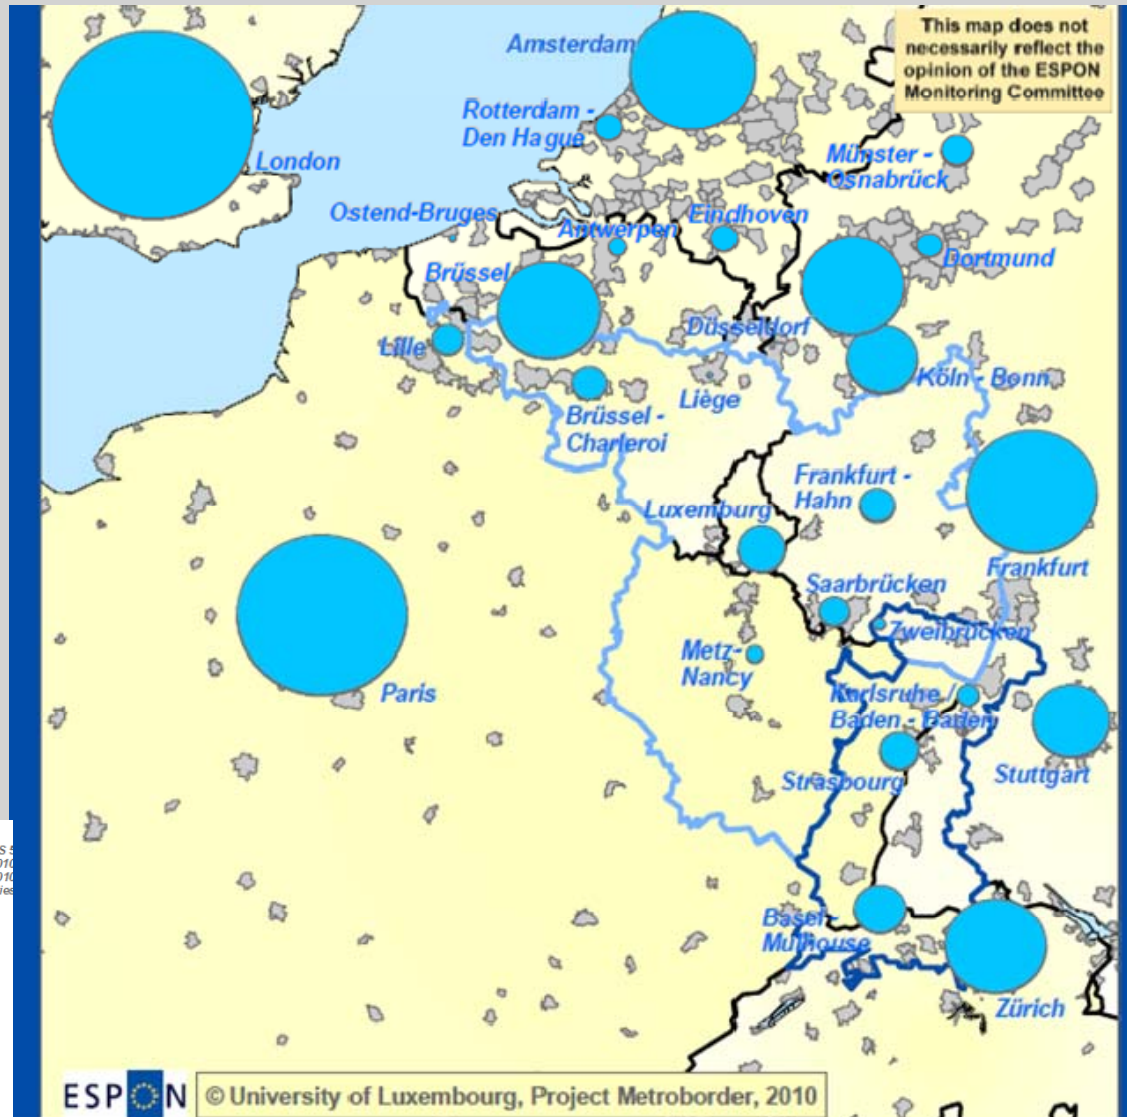 This map does not
necessarily reflect the
opinion of the ESPON
Monitoring Committee
Amsterdam
Rotterdam -
Den Hague
London
Münster -
Osnabrück
Ostend-Bruges
Antwerpen
Eindhoven
Dortmund
Brüssel
Düsseldorf
Lille
Köln - Bonn
Liège
Brüssel -
Charleroi
Frankfurt -
Hahn
Luxemburg
Frankfurt
Saarbrücken
Zweibrücken
Metz-
Nancy
Paris
Karlsruhe /
Baden - Baden
Strasbourg
Stuttgart
Basel-
Mulhouse
Zürich
ESPON
© University of Luxembourg, Project Metroborder, 2010